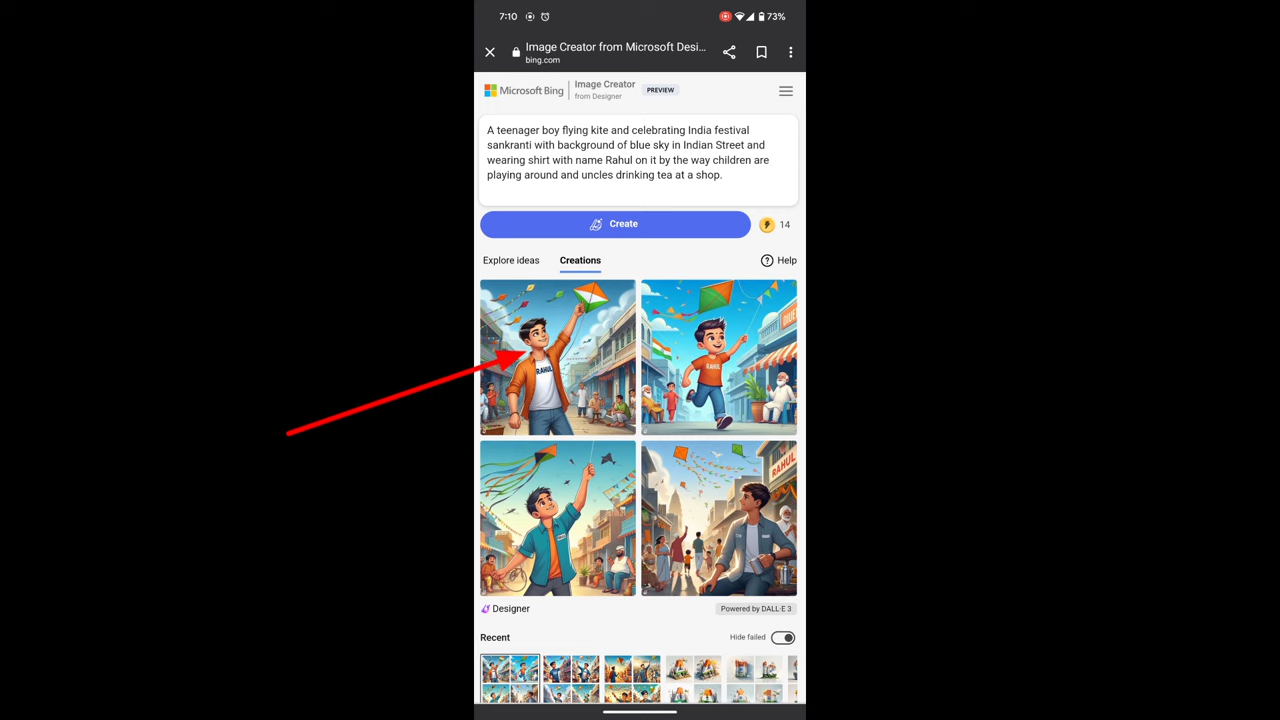 7:10
73%
Image Creator from Microsoft Desi...
bing.com
Microsoft Bing
Image Creator
from Designer
PREVIEW
A teenager boy flying kite and celebrating India festival
sankranti with background of blue sky in Indian Street and
wearing shirt with name Rahul on it by the way children are
playing around and uncles drinking tea at a shop.
Create
14
Explore ideas
Creations
Help
RAHUL
RAHUL
RAHUL
Designer
Powered by DALL·E 3
Recent
Hide failed